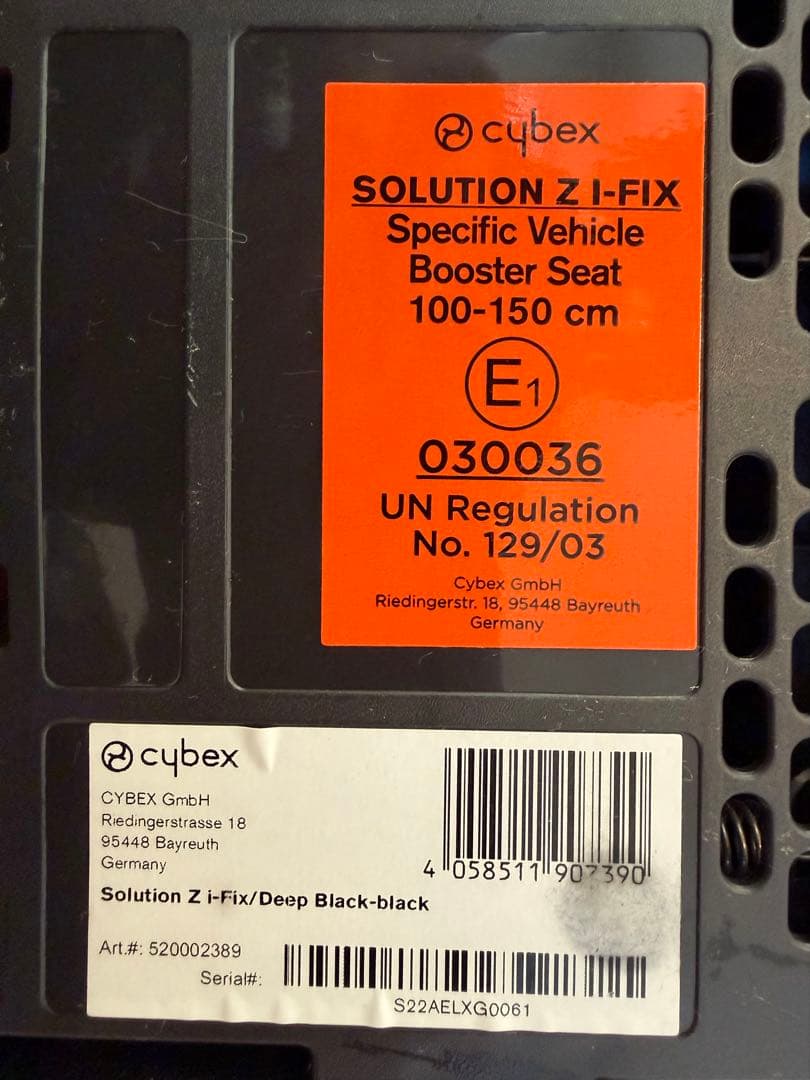 cybex
SOLUTION Z I-FIX
Specific Vehicle
Booster Seat
100-150 cm
E1
030036
UN Regulation
No. 129/03
Cybex GmbH
Riedingerstr. 18, 95448 Bayreuth
Germany
cybex
CYBEX GmbH
Riedingerstrasse 18
95448 Bayreuth
Germany
4 058511 907390
Solution Z i-Fix/Deep Black-black
Art.#: 520002389
Serial#:
S22AELXG0061